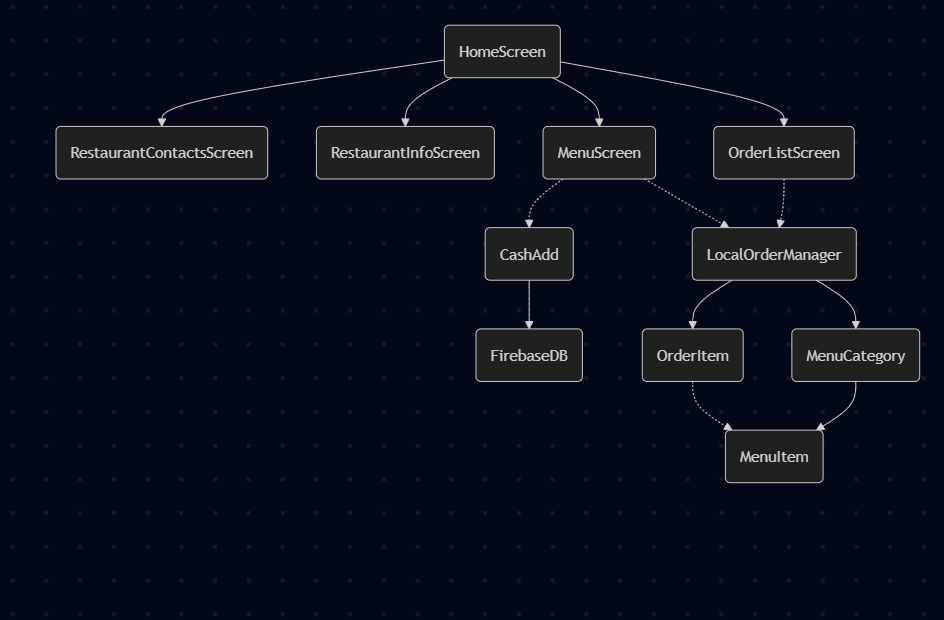 HomeScreen
RestaurantContactsScreen
RestaurantInfoScreen
MenuScreen
OrderListScreen
CashAdd
LocalOrderManager
FirebaseDB
OrderItem
MenuCategory
MenuItem